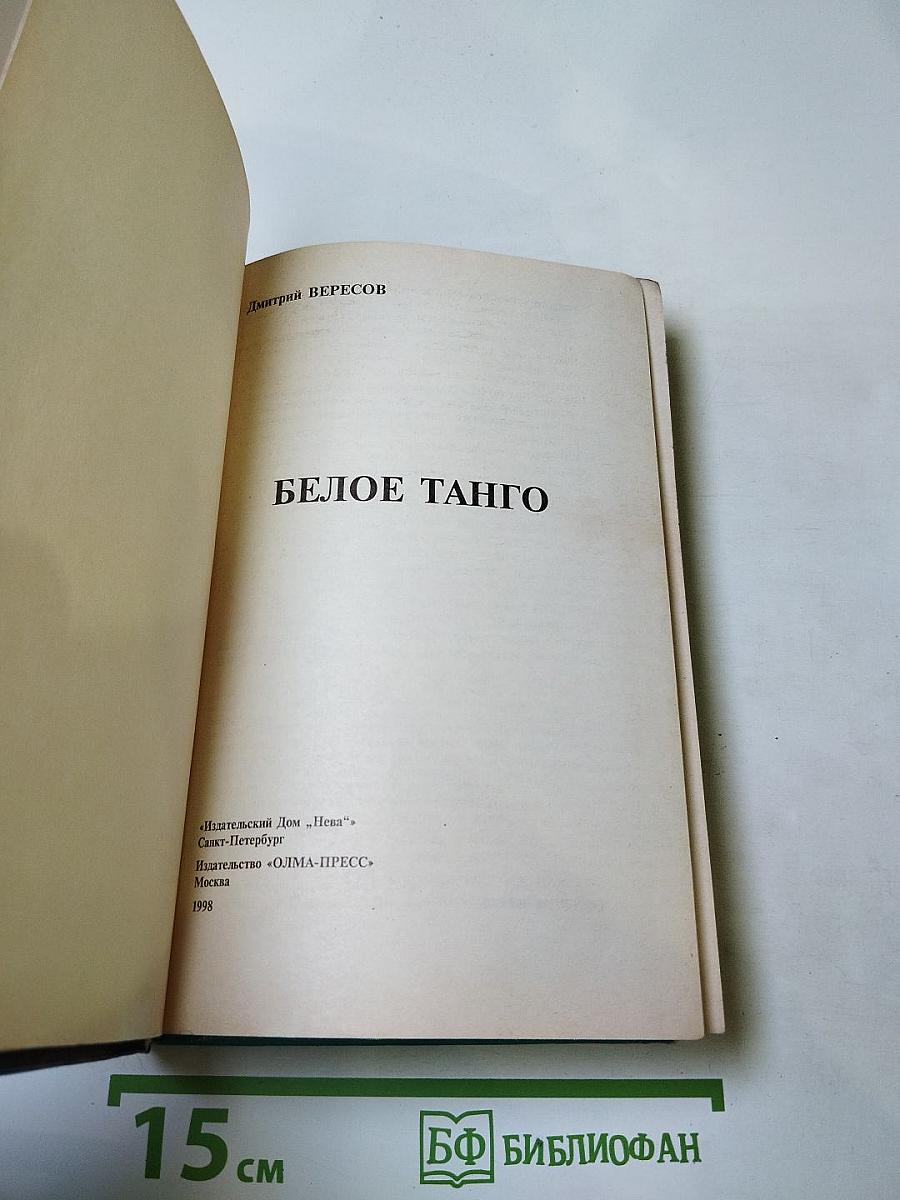 Дмитрий ВЕРЕСОВ
БЕЛОЕ ТАНГО
«Издательский Дом „Нева“»
Санкт-Петербург
Издательство «ОЛМА-ПРЕСС»
Москва
1998
15 см
БФ БИБЛИОФАН